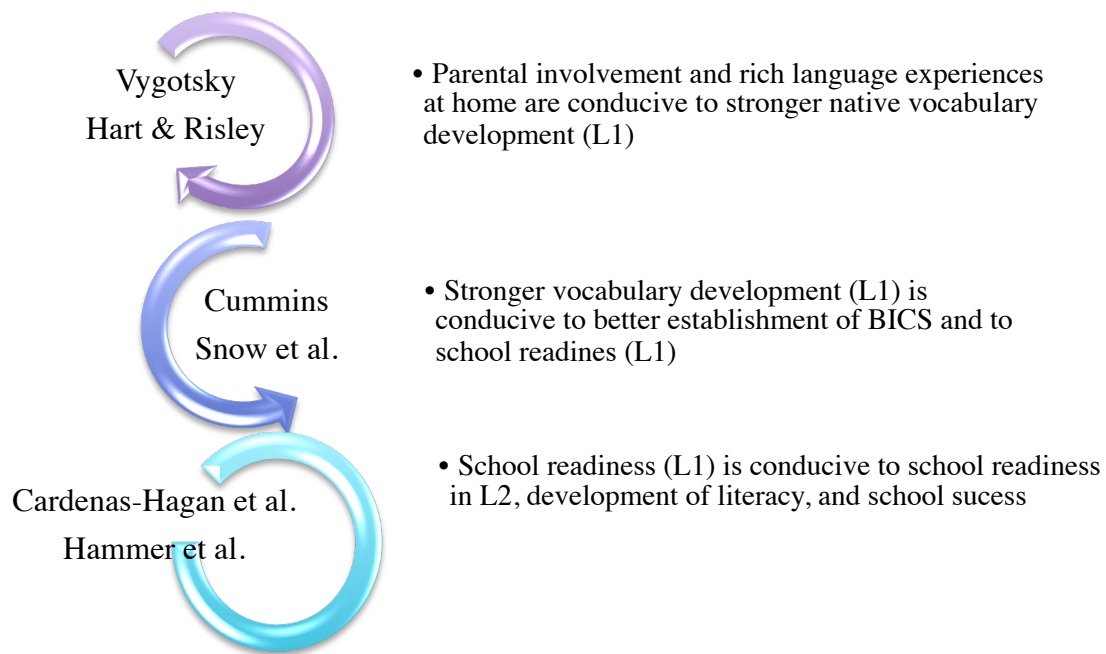 Vygotsky
Hart & Risley
• Parental involvement and rich language experiences
at home are conducive to stronger native vocabulary
development (L1)
Cummins
Snow et al.
• Stronger vocabulary development (L1) is
conducive to better establishment of BICS and to
school readines (L1)
Cardenas-Hagan et al.
Hammer et al.
• School readiness (L1) is conducive to school readiness
in L2, development of literacy, and school sucess